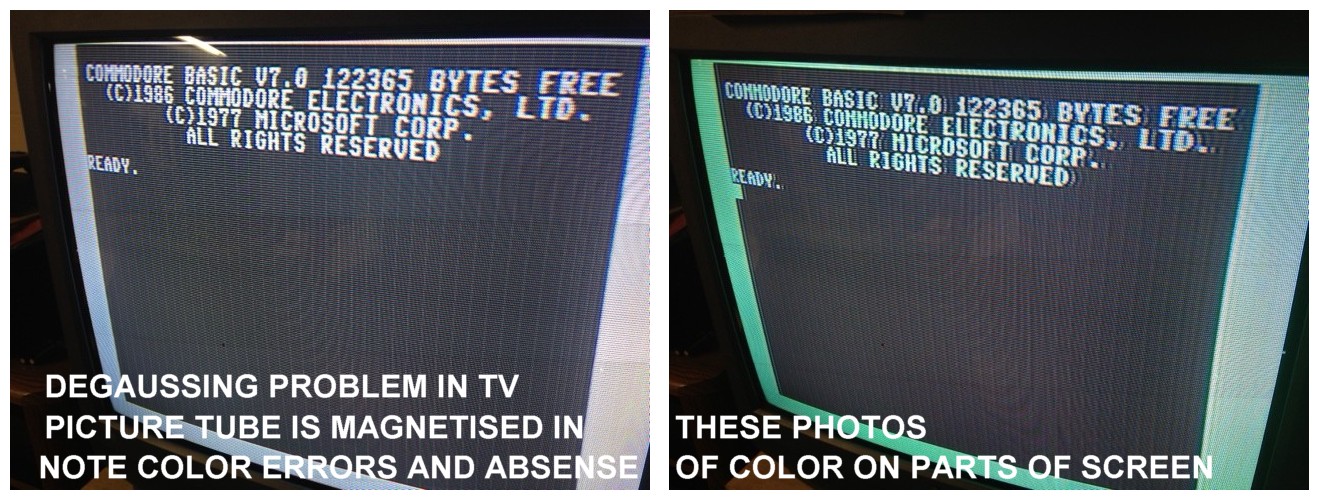 COMMODORE BASIC V7.0 122365 BYTES FREE
(C)1986 COMMODORE ELECTRONICS, LTD.
(C)1977 MICROSOFT CORP.
ALL RIGHTS RESERVED
READY.
COMMODORE BASIC V7.0 122365 BYTES FREE
(C)1986 COMMODORE ELECTRONICS, LTD.
(C)1977 MICROSOFT CORP.
ALL RIGHTS RESERVED
READY.
DEGAUSSING PROBLEM IN TV
PICTURE TUBE IS MAGNETISED IN THESE PHOTOS
NOTE COLOR ERRORS AND ABSENSE OF COLOR ON PARTS OF SCREEN